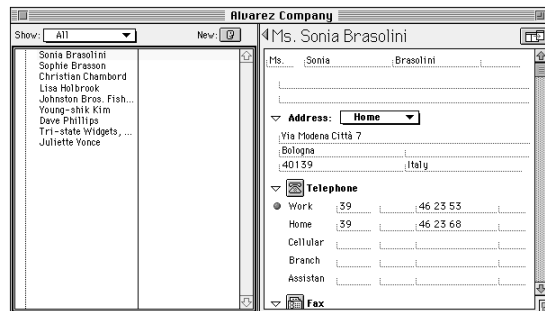 Alvarez Company
Show: All New:
Sonia Brasolini
Sophie Brasson
Christian Chambord
Lisa Holbrook
Johnston Bros. Fish...
Young-shik Kim
Dave Phillips
Tri-state Widgets, ...
Juliette Yonce
Ms. Sonia Brasolini
Ms. Sonia Brasolini
Address: Home
Via Modena Città 7
Bologna
40139 Italy
Telephone
Work 39 46 23 53
Home 39 46 23 68
Cellular
Branch
Assistan
Fax